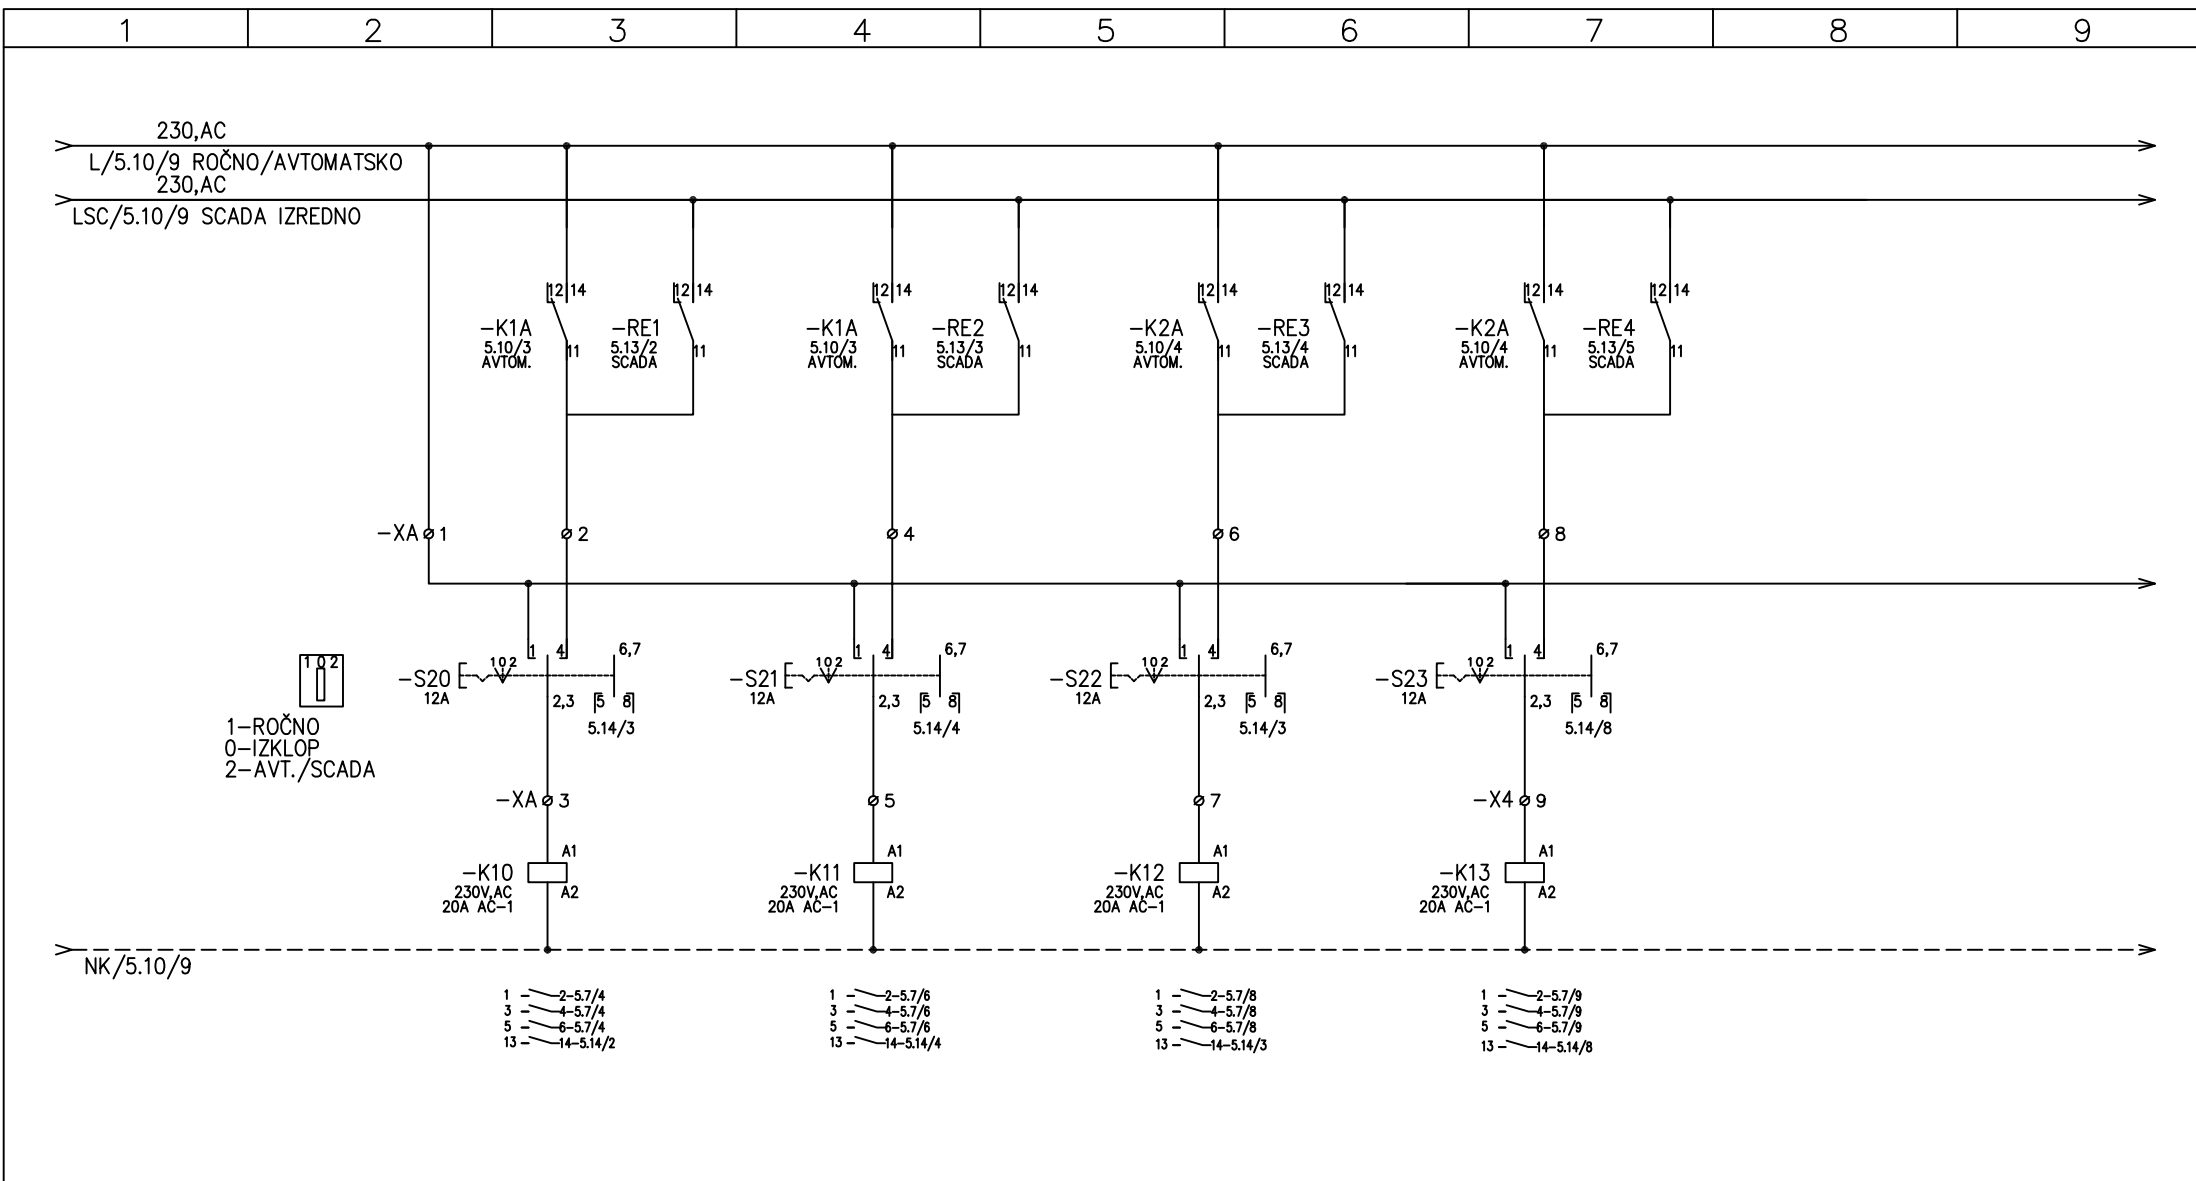 1 2 3 4 5 6 7 8 9
230,AC
L/5.10/9 ROČNO/AVTOMATSKO
230,AC
LSC/5.10/9 SCADA IZREDNO
12 14 12 14 12 14 12 14 12 14 12 14 12 14 12 14
-K1A -RE1 -K1A -RE2 -K2A -RE3 -K2A -RE4
5.10/3 11 5.13/2 11 5.10/3 11 5.13/3 11 5.10/4 11 5.13/4 11 5.10/4 11 5.13/5 11
AVTOM. SCADA AVTOM. SCADA AVTOM. SCADA AVTOM. SCADA
-XA 1 2 4 6 8
1 4 6,7 1 4 6,7 1 4 6,7 1 4 6,7
1 0 2 1 0 2 1 0 2 1 0 2 1 0 2
-S20 -S21 -S22 -S23
12A 2,3 5 8 12A 2,3 5 8 12A 2,3 5 8 12A 2,3 5 8
5.14/3 5.14/4 5.14/3 5.14/8
1-ROČNO
0-IZKLOP
2-AVT./SCADA
-XA 3 5 7 -X4 9
A1 A1 A1 A1
-K10 -K11 -K12 -K13
230V,AC A2 230V,AC A2 230V,AC A2 230V,AC A2
20A AC-1 20A AC-1 20A AC-1 20A AC-1
NK/5.10/9
1 2-5.7/4 1 2-5.7/6 1 2-5.7/8 1 2-5.7/9
3 4-5.7/4 3 4-5.7/6 3 4-5.7/8 3 4-5.7/9
5 6-5.7/4 5 6-5.7/6 5 6-5.7/8 5 6-5.7/9
13 14-5.14/2 13 14-5.14/4 13 14-5.14/3 13 14-5.14/8